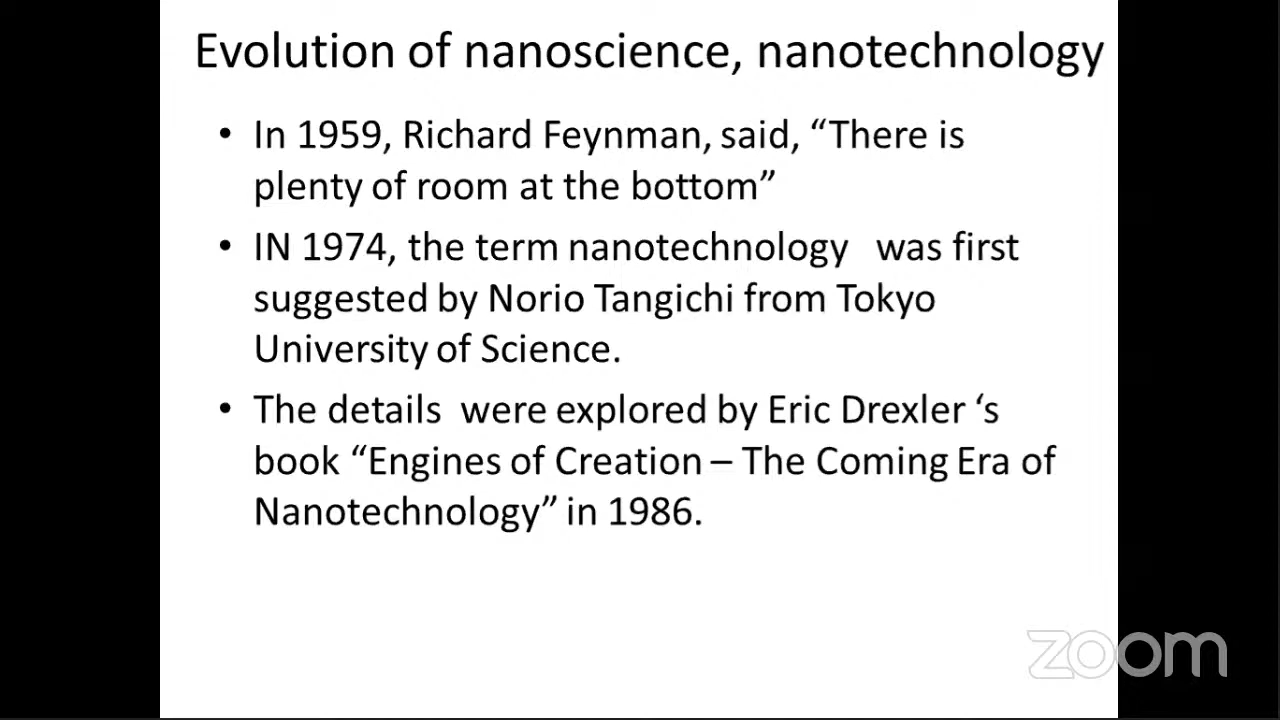 Evolution of nanoscience, nanotechnology
• In 1959, Richard Feynman, said, “There is
plenty of room at the bottom”
• IN 1974, the term nanotechnology was first
suggested by Norio Tangichi from Tokyo
University of Science.
• The details were explored by Eric Drexler ‘s
book “Engines of Creation – The Coming Era of
Nanotechnology” in 1986.
zoom